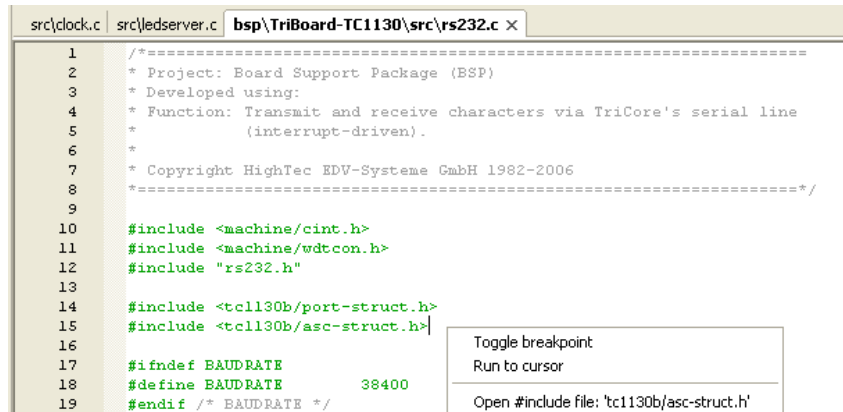 src\clock.c src\ledserver.c bsp\TriBoard-TC1130\src\rs232.c ×
1 /*====================================================================
2 * Project: Board Support Package (BSP)
3 * Developed using:
4 * Function: Transmit and receive characters via TriCore's serial line
5 * (interrupt-driven).
6 *
7 * Copyright HighTec EDV-Systeme GmbH 1982-2006
8 *====================================================================*/
9
10 #include <machine/cint.h>
11 #include <machine/wdtcon.h>
12 #include "rs232.h"
13
14 #include <tc1130b/port-struct.h>
15 #include <tc1130b/asc-struct.h>
16
Toggle breakpoint
17 #ifndef BAUDRATE
Run to cursor
18 #define BAUDRATE 38400
19 #endif /* BAUDRATE */
Open #include file: 'tc1130b/asc-struct.h'